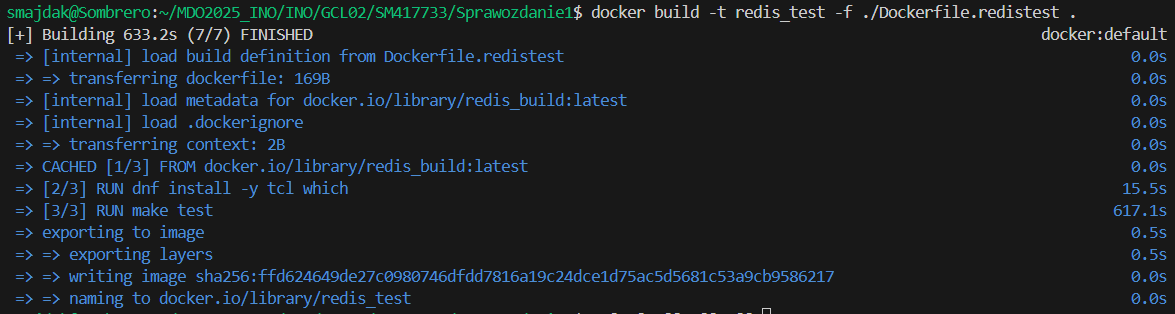 smajdak@Sombrero:~/MDO2025_INO/INO/GCL02/SM417733/Sprawozdanie1$ docker build -t redis_test -f ./Dockerfile.redistest .
[+] Building 633.2s (7/7) FINISHED docker:default
=> [internal] load build definition from Dockerfile.redistest 0.0s
=> => transferring dockerfile: 169B 0.0s
=> [internal] load metadata for docker.io/library/redis_build:latest 0.0s
=> [internal] load .dockerignore 0.0s
=> => transferring context: 2B 0.0s
=> CACHED [1/3] FROM docker.io/library/redis_build:latest 0.0s
=> [2/3] RUN dnf install -y tcl which 15.5s
=> [3/3] RUN make test 617.1s
=> exporting to image 0.5s
=> => exporting layers 0.5s
=> => writing image sha256:ffd624649de27c0980746dfdd7816a19c24dce1d75ac5d5681c53a9cb9586217 0.0s
=> => naming to docker.io/library/redis_test 0.0s